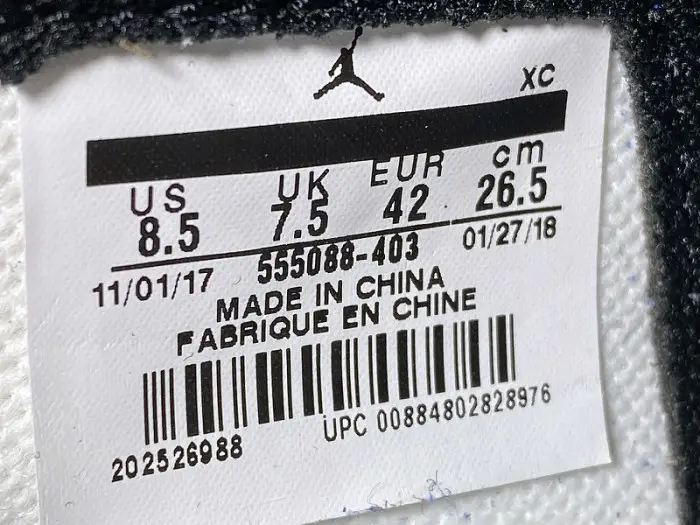 XC
US UK EUR cm
8.5 7.5 42 26.5
11/01/17 555088-403 01/27/18
MADE IN CHINA
FABRIQUE EN CHINE
202526988 UPC 00884802828976